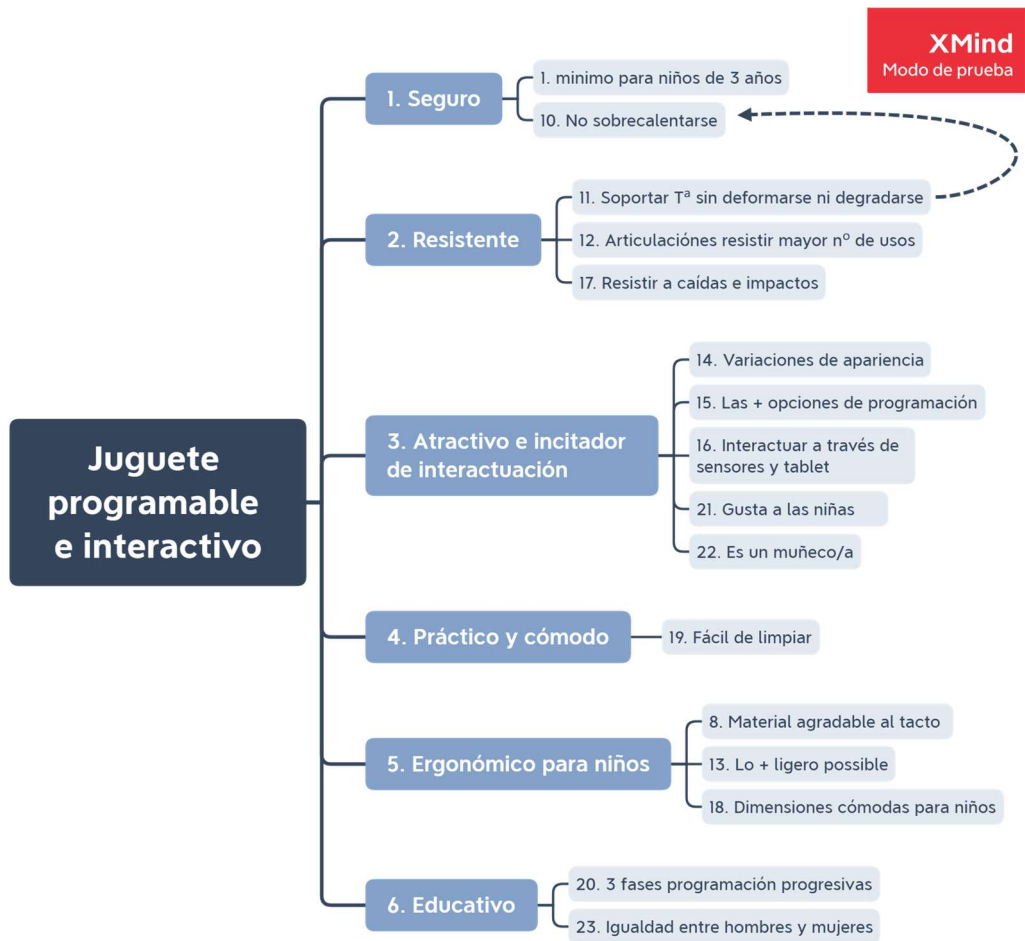 XMind
Modo de prueba
1. Seguro
1. minimo para niños de 3 años
10. No sobrecalentarse
2. Resistente
11. Soportar Tª sin deformarse ni degradarse
12. Articulaciónes resistir mayor nº de usos
17. Resistir a caídas e impactos
Juguete
programable
e interactivo
3. Atractivo e incitador
de interactuación
14. Variaciones de apariencia
15. Las + opciones de programación
16. Interactuar a través de
sensores y tablet
21. Gusta a las niñas
22. Es un muñeco/a
4. Práctico y cómodo
19. Fácil de limpiar
5. Ergonómico para niños
8. Material agradable al tacto
13. Lo + ligero possible
18. Dimensiones cómodas para niños
6. Educativo
20. 3 fases programación progresivas
23. Igualdad entre hombres y mujeres